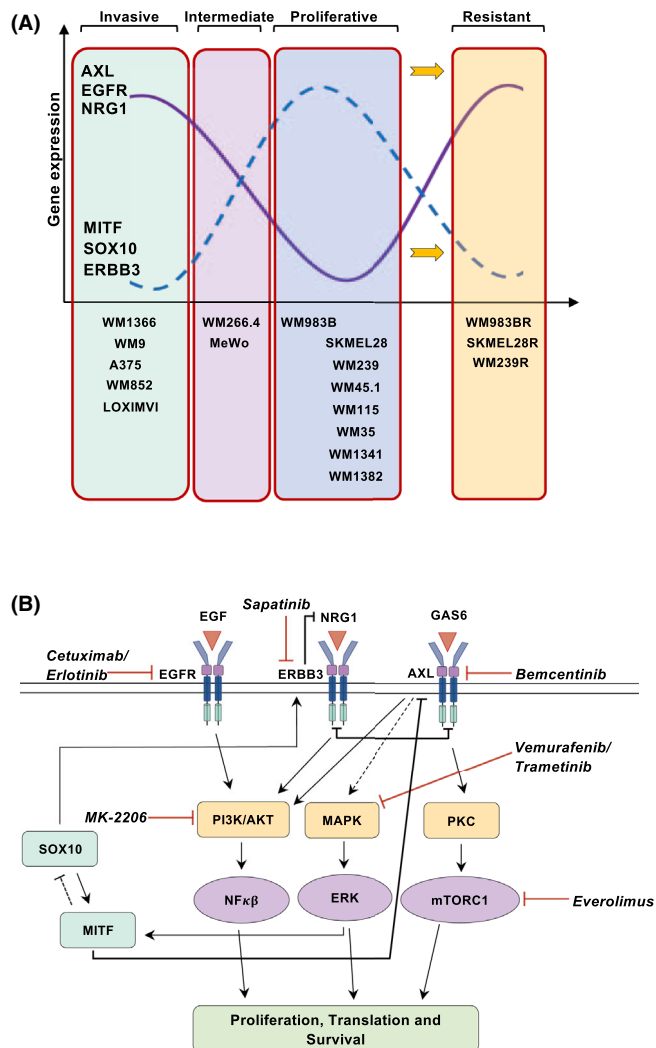 (A)
Invasive
Intermediate
Proliferative
Resistant
Gene expression
AXL
EGFR
NRG1
MITF
SOX10
ERBB3
WM1366
WM9
A375
WM852
LOXIMVI
WM266.4
MeWo
WM983B
SKMEL28
WM239
WM45.1
WM115
WM35
WM1341
WM1382
WM983BR
SKMEL28R
WM239R
(B)
EGF
Sapatinib
NRG1
GAS6
Cetuximab/
Erlotinib
EGFR
ERBB3
AXL
Bemcentinib
Vemurafenib/
Trametinib
MK-2206
PI3K/AKT
MAPK
PKC
SOX10
NFκβ
ERK
mTORC1
Everolimus
MITF
Proliferation, Translation and
Survival